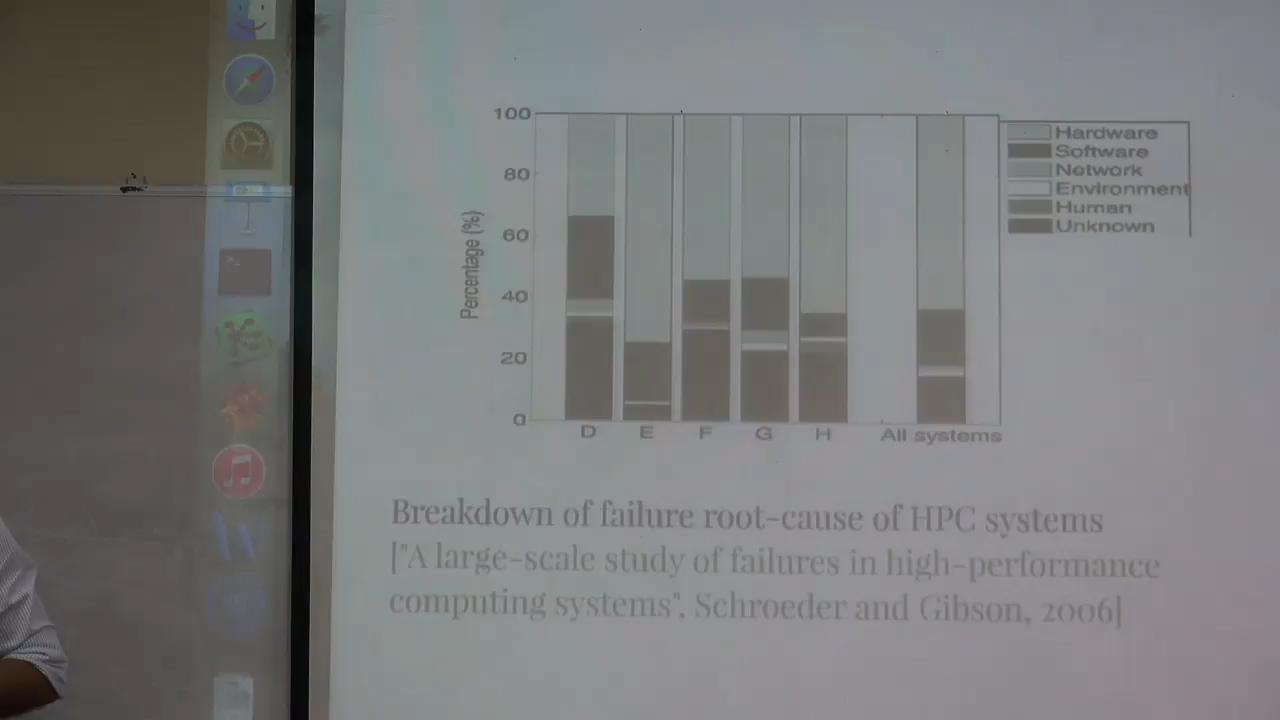 100
80
60
40
20
0
Percentage (%)
D E F G H All systems
Hardware
Software
Network
Environment
Human
Unknown
Breakdown of failure root-cause of HPC systems
["A large-scale study of failures in high-performance
computing systems", Schroeder and Gibson, 2006]